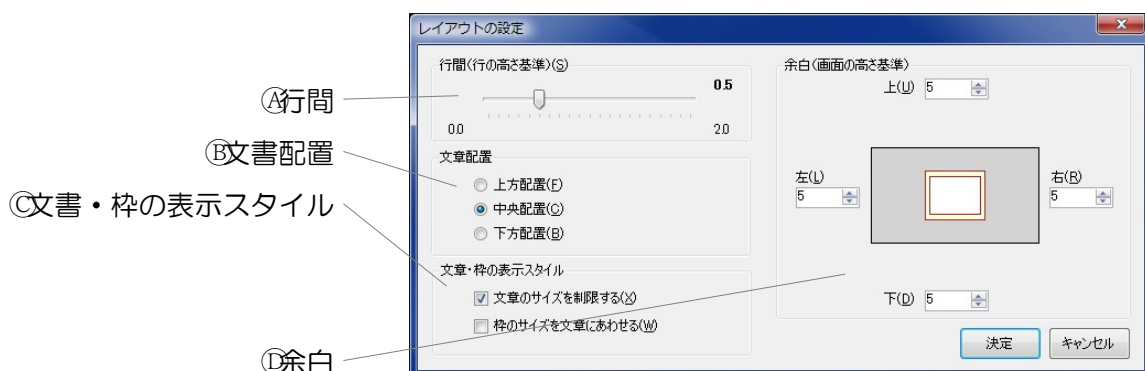 レイアウトの設定
行間(行の高さ基準)(S)
0.5
0.0
2.0
文章配置
上方配置(F)
中央配置(C)
下方配置(B)
文章・枠の表示スタイル
文章のサイズを制限する(X)
枠のサイズを文章にあわせる(W)
余白(画面の高さ基準)
上(U) 5
左(L)
5
右(R)
5
下(D) 5
決定
キャンセル
Ⓐ行間
Ⓑ文書配置
Ⓒ文書・枠の表示スタイル
Ⓓ余白